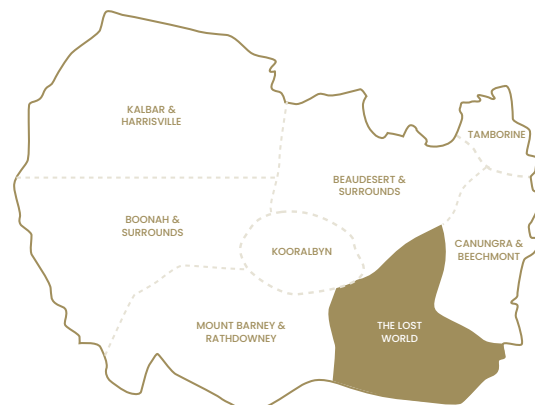 KALBAR &
HARRISVILLE
TAMBORINE
BEAUDESERT &
SURROUNDS
BOONAH &
SURROUNDS
KOORALBYN
CANUNGRA &
BEECHMONT
MOUNT BARNEY &
RATHDOWNEY
THE LOST
WORLD